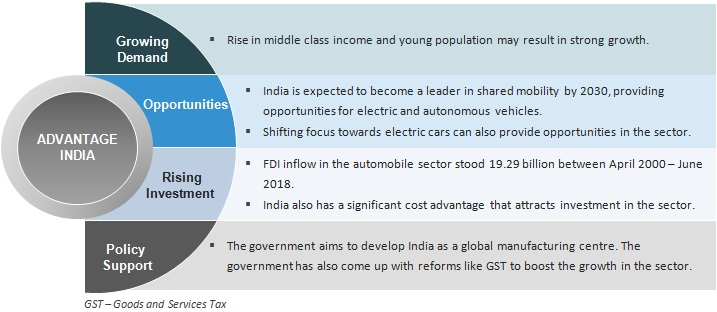 ADVANTAGE
INDIA
Growing
Demand
Rise in middle class income and young population may result in strong growth.
Opportunities
India is expected to become a leader in shared mobility by 2030, providing
opportunities for electric and autonomous vehicles.
Shifting focus towards electric cars can also provide opportunities in the sector.
Rising
Investment
FDI inflow in the automobile sector stood 19.29 billion between April 2000 – June
2018.
India also has a significant cost advantage that attracts investment in the sector.
Policy
Support
The government aims to develop India as a global manufacturing centre. The
government has also come up with reforms like GST to boost the growth in the sector.
GST – Goods and Services Tax